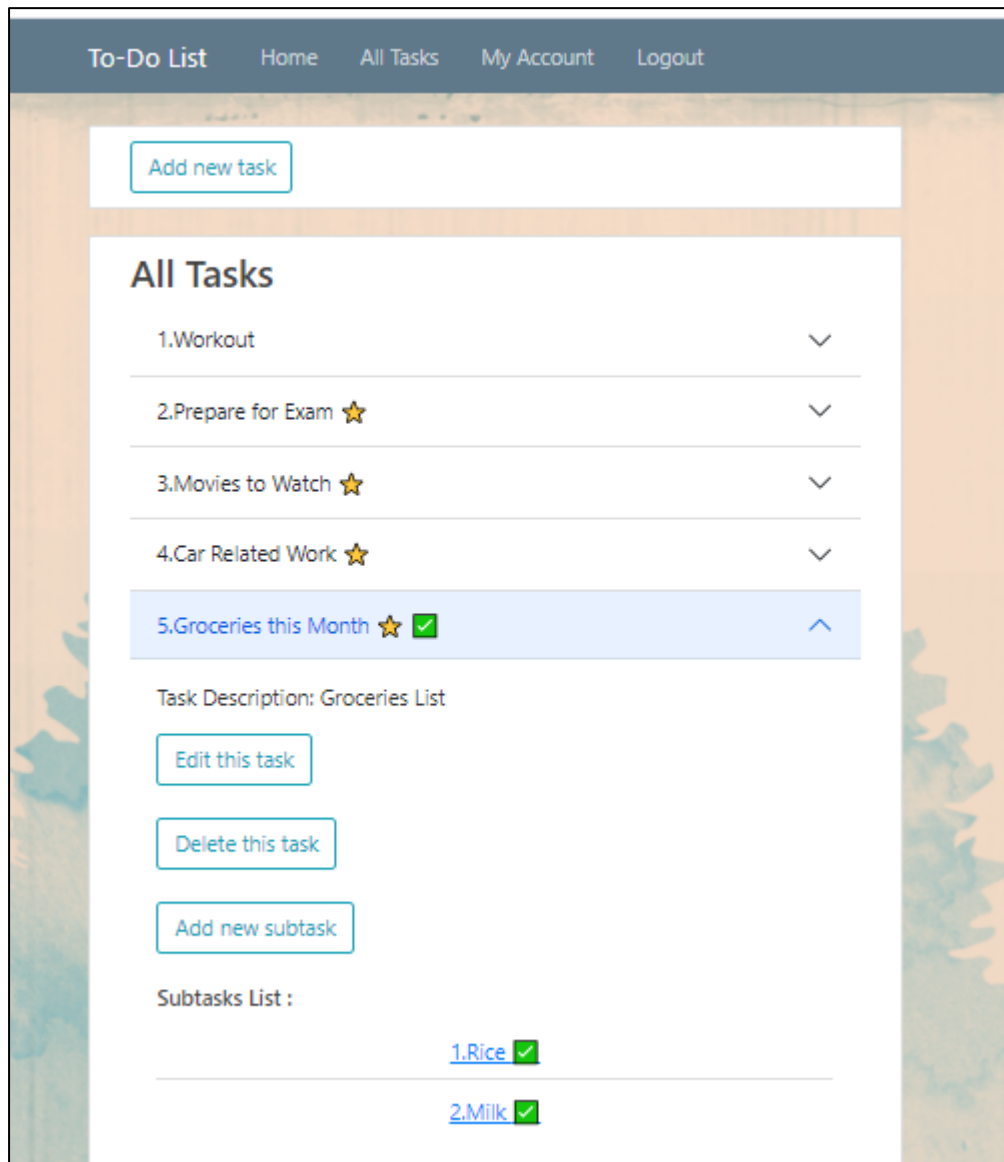 To-Do List Home All Tasks My Account Logout
Add new task
All Tasks
1.Workout
2.Prepare for Exam ⭐
3.Movies to Watch ⭐
4.Car Related Work ⭐
5.Groceries this Month ⭐ ✅
Task Description: Groceries List
Edit this task
Delete this task
Add new subtask
Subtasks List :
1.Rice ✅
2.Milk ✅